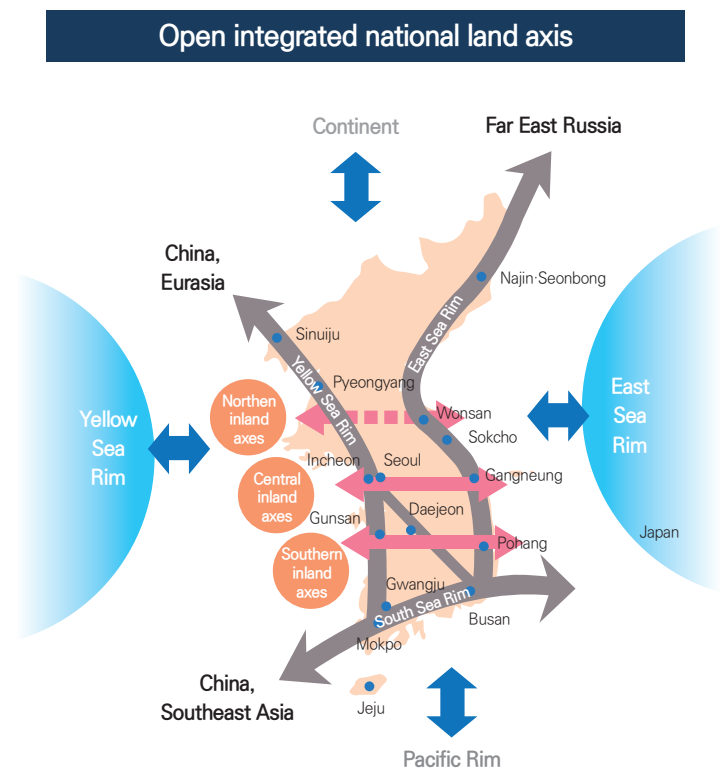 Open integrated national land axis
Continent
Far East Russia
China,
Eurasia
Najin·Seonbong
East Sea Rim
Sinuiju
Yellow Sea Rim
Pyeongyang
Northen
inland
axes
Wonsan
Sokcho
Yellow
Sea
Rim
East
Sea
Rim
Incheon
Seoul
Gangneung
Central
inland
axes
Gunsan
Daejeon
Japan
Pohang
Southern
inland
axes
Gwangju
South Sea Rim
Busan
Mokpo
China,
Southeast Asia
Jeju
Pacific Rim